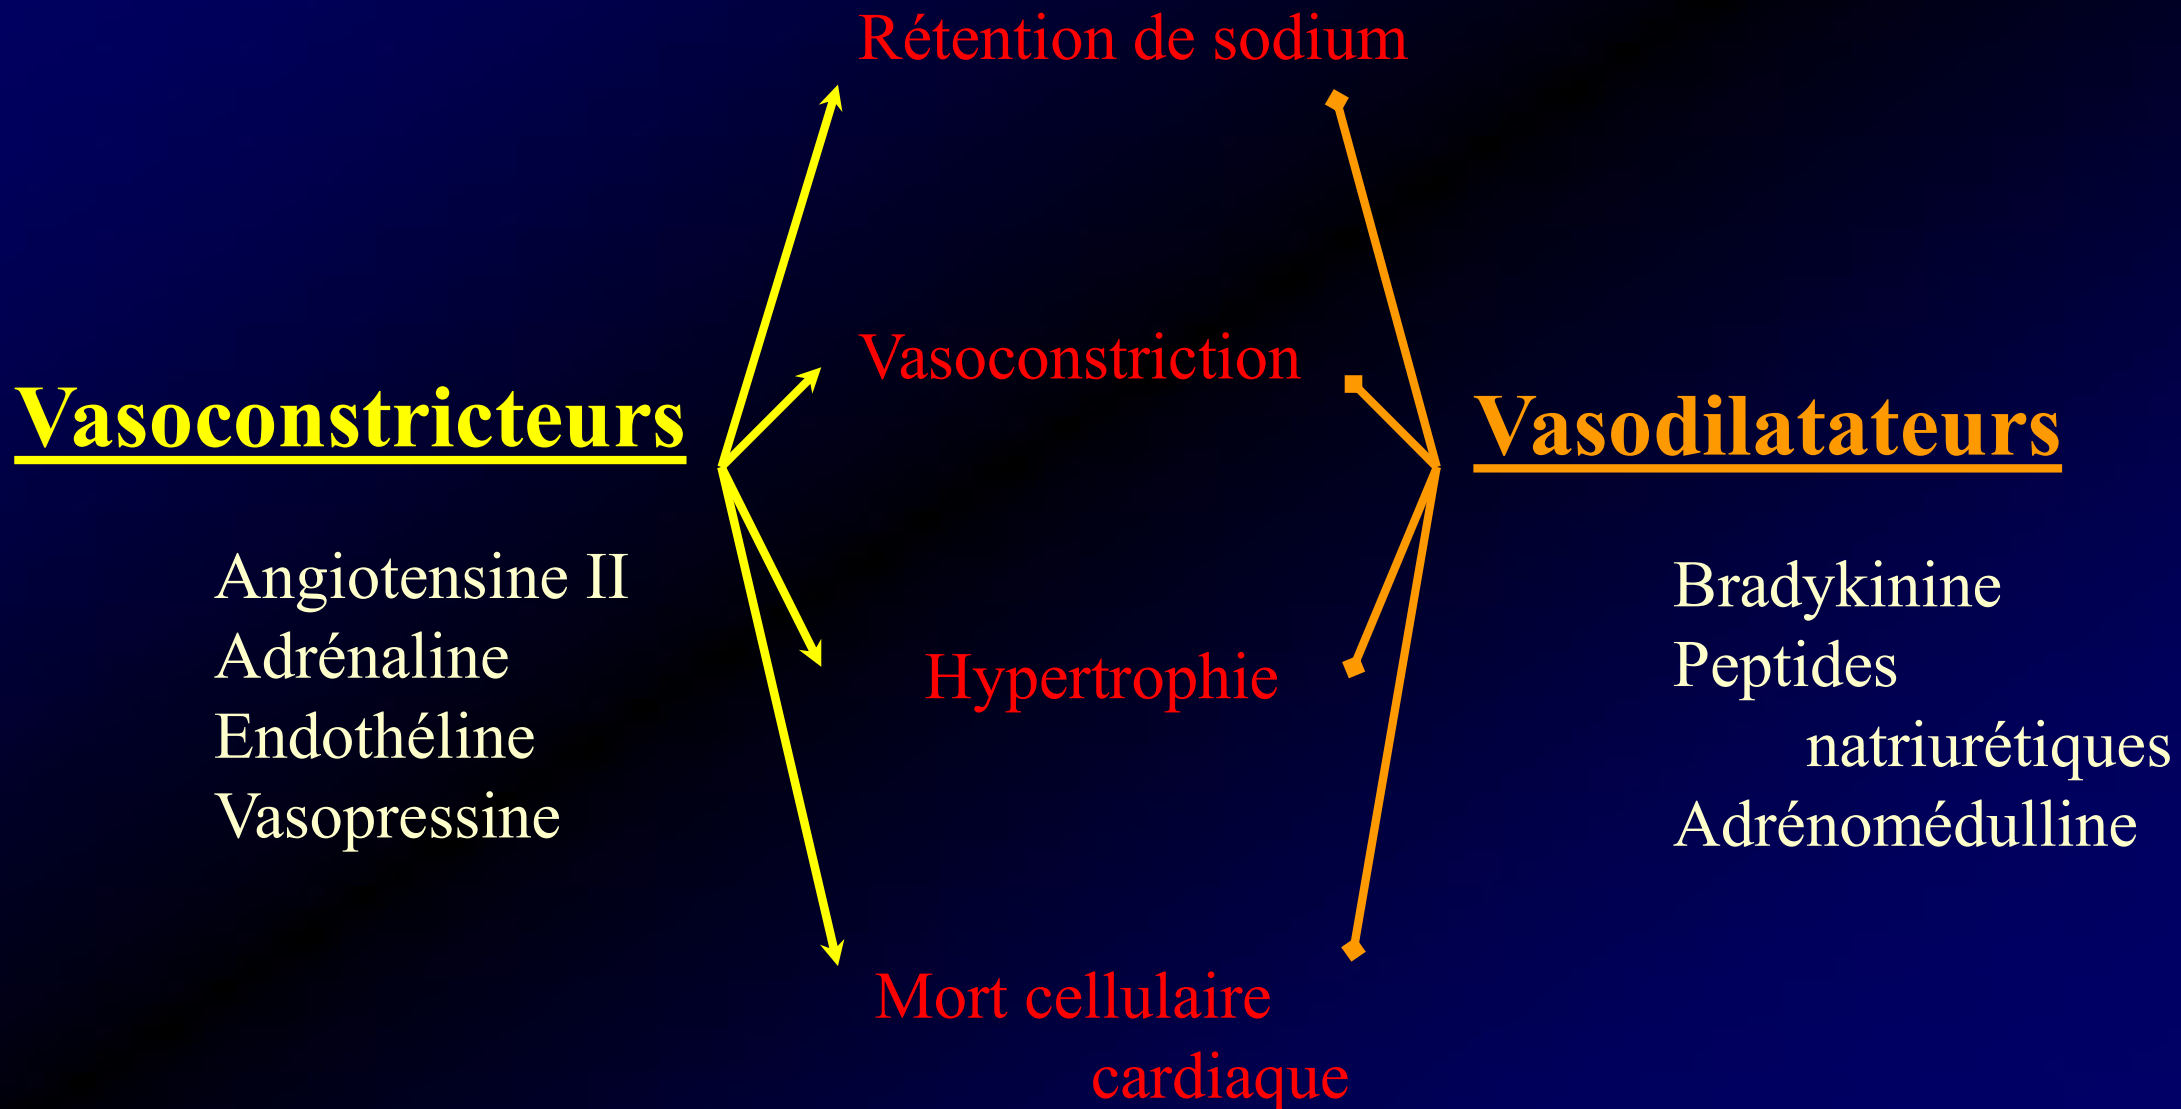 Rétention de sodium
Vasoconstriction
Vasoconstricteurs
Vasodilatateurs
Angiotensine II
Adrénaline
Endothéline
Vasopressine
Bradykinine
Peptides
natriurétiques
Adrénomédulline
Hypertrophie
Mort cellulaire
cardiaque